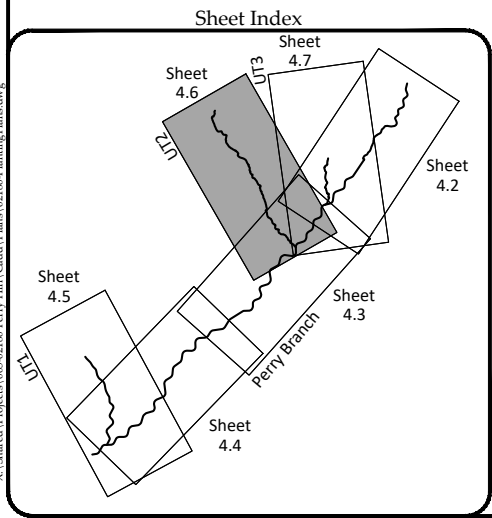 Sheet Index
Sheet
4.7
UT3
Sheet
4.6
UT2
Sheet
4.2
Sheet
4.5
UT1
Sheet
4.3
Perry Branch
Sheet
4.4